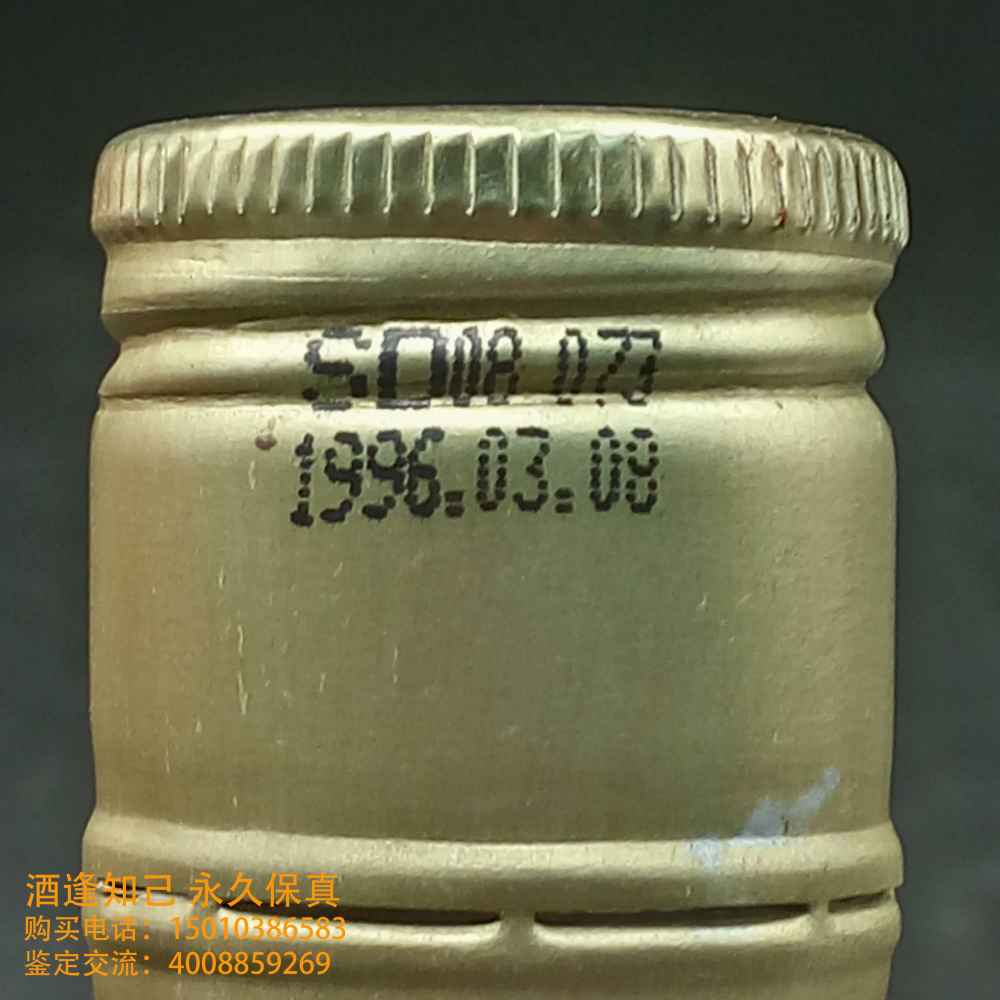 SD008 073
1996.03.08
酒逢知己 永久保真
购买电话：15010386583
鉴定交流：4008859269